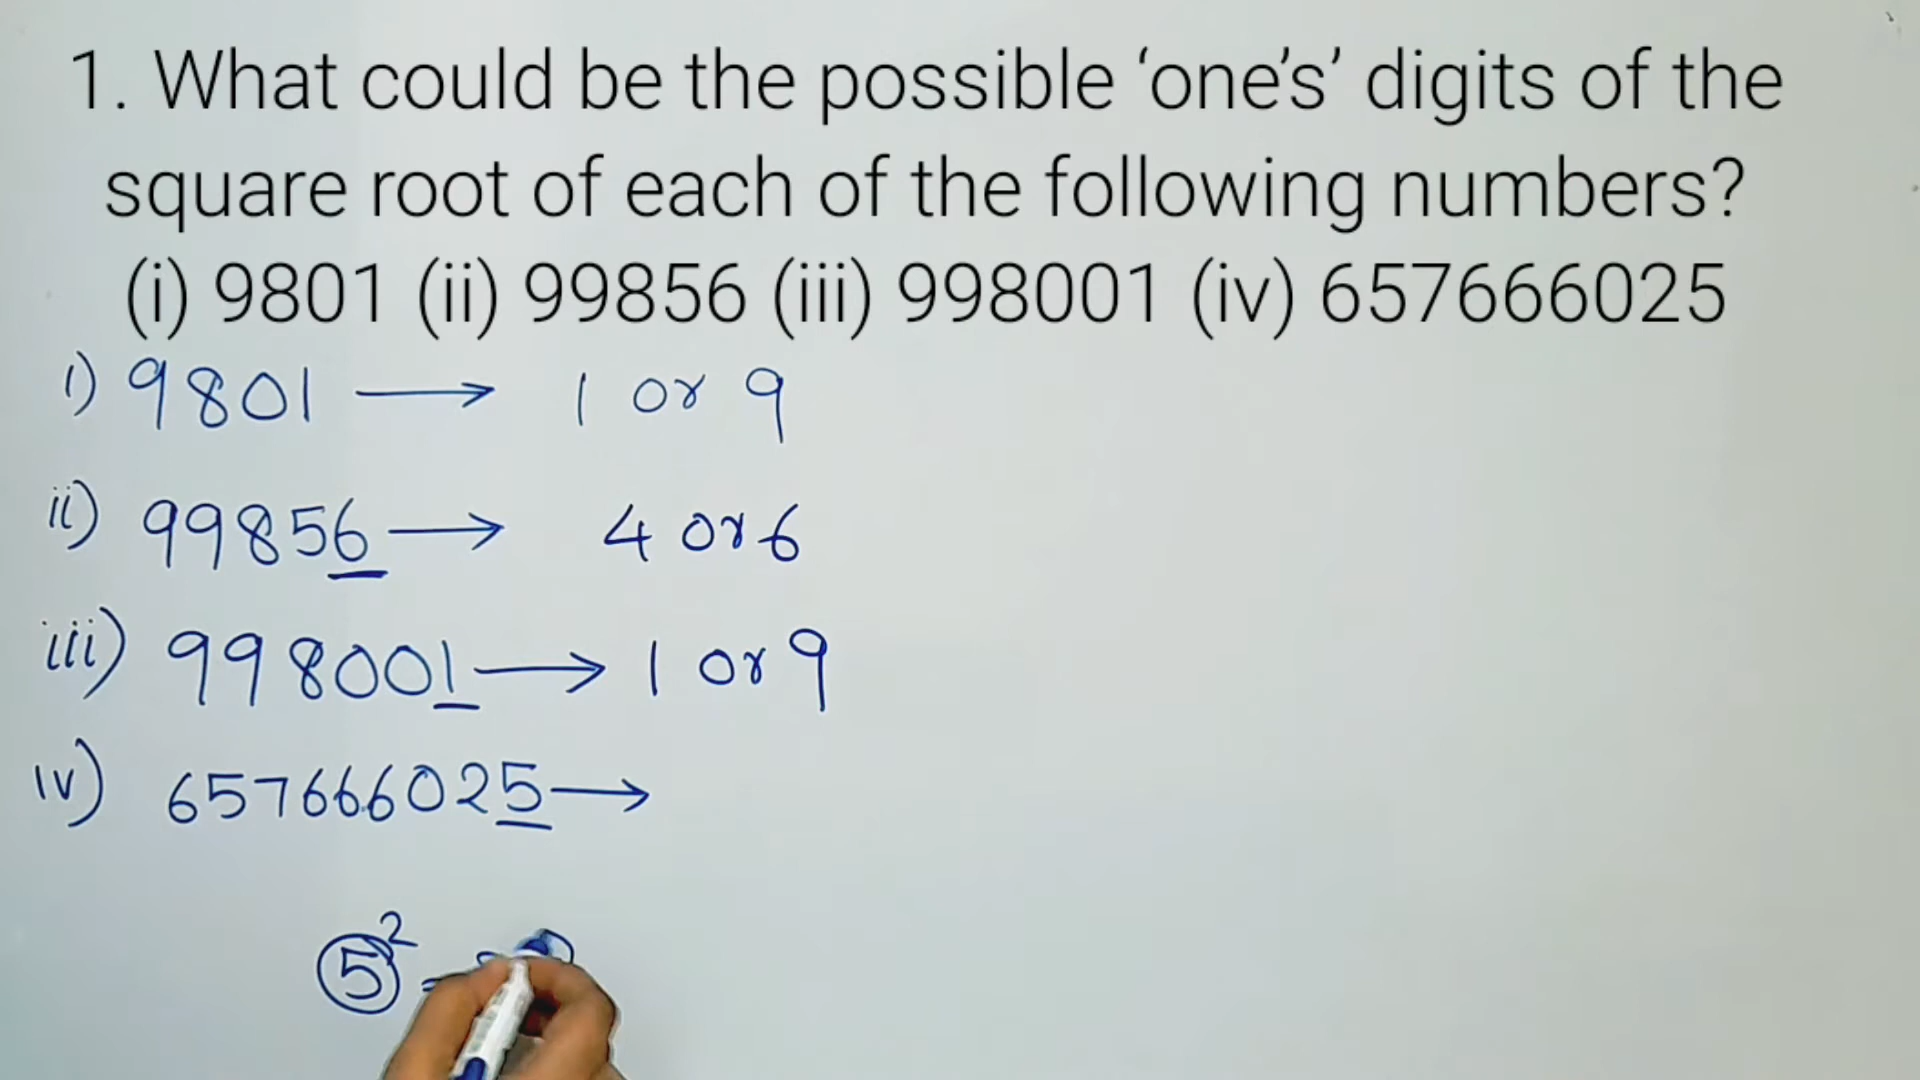 1. What could be the possible ‘one’s’ digits of the
square root of each of the following numbers?
(i) 9801 (ii) 99856 (iii) 998001 (iv) 657666025
i) 9801 → 1 or 9
ii) 99856 → 4 or 6
iii) 998001 → 1 or 9
iv) 657666025 →
5² =